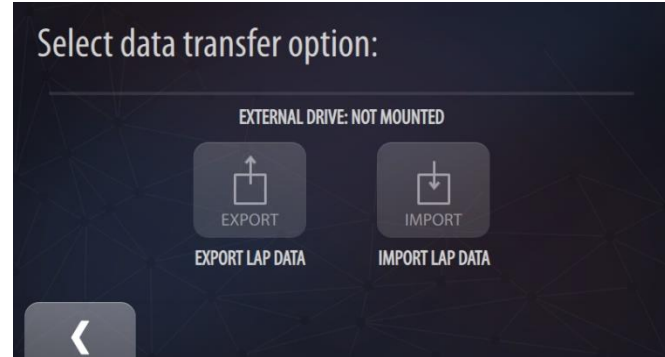 Select data transfer option:
EXTERNAL DRIVE: NOT MOUNTED
EXPORT IMPORT
EXPORT LAP DATA IMPORT LAP DATA